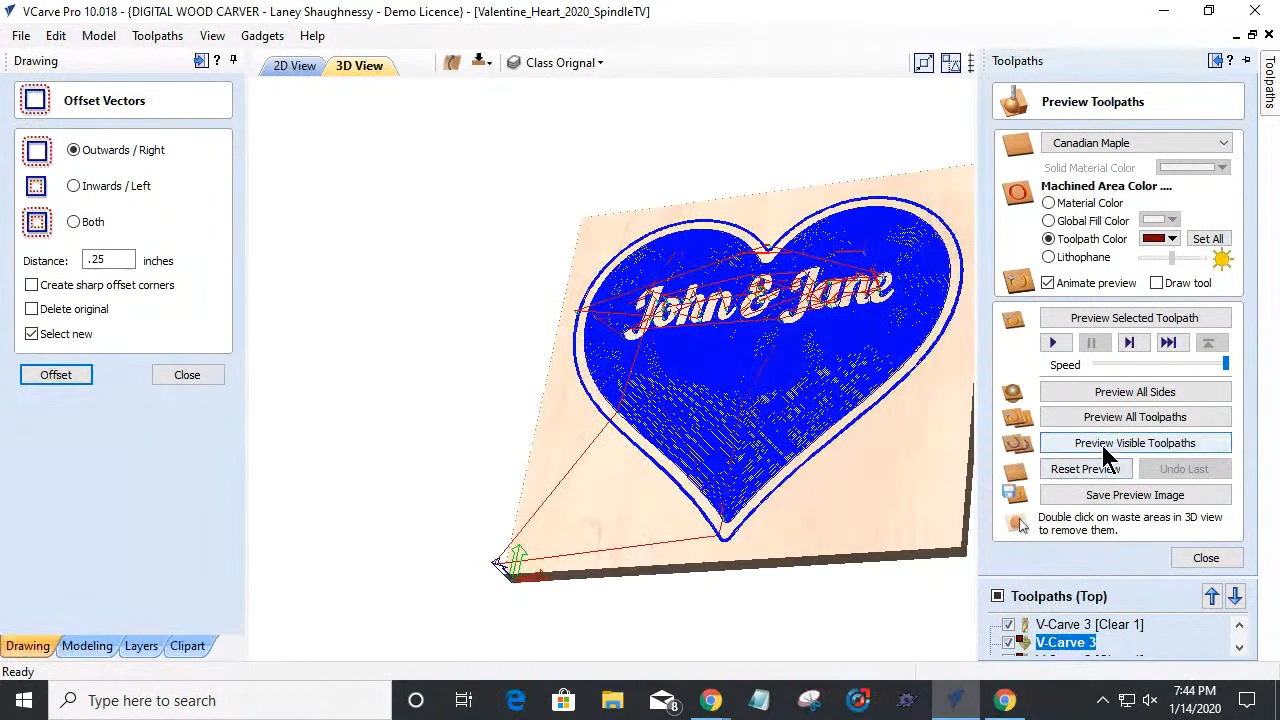 VCarve Pro 10.018 - {DIGITAL WOOD CARVER - Laney Shaughnessy - Demo Licence} - [Valentine_Heart_2020_SpindleTV]
File Edit Model Toolpaths View Gadgets Help
Drawing
2D View 3D View Class Original
Toolpaths
Toolpaths
Offset Vectors
Outwards / Right
Inwards / Left
Both
Distance: .25 inches
Create sharp offset corners
Delete original
Select new
Offset Close
John & Jane
Preview Toolpaths
Canadian Maple
Solid Material Color
Machined Area Color ....
Material Color
Global Fill Color
Toolpath Color Set All
Lithophane
Animate preview Draw tool
Preview Selected Toolpath
Speed
Preview All Sides
Preview All Toolpaths
Preview Visible Toolpaths
Reset Preview Undo Last
Save Preview Image
Double click on waste areas in 3D view
to remove them.
Close
Toolpaths (Top)
V-Carve 3 [Clear 1]
V-Carve 3
Drawing Modeling Layers Clipart
Ready
Type here to search
8
7:44 PM
1/14/2020